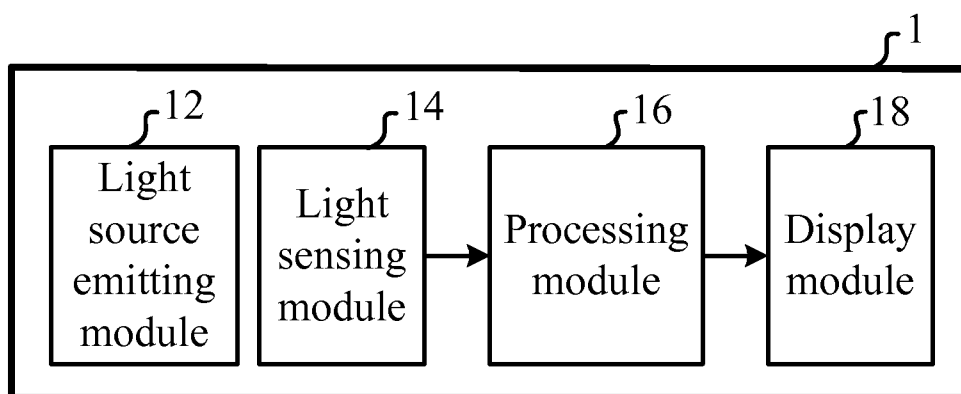 1
12
14
16
18
Light
source
emitting
module
Light
sensing
module
Processing
module
Display
module